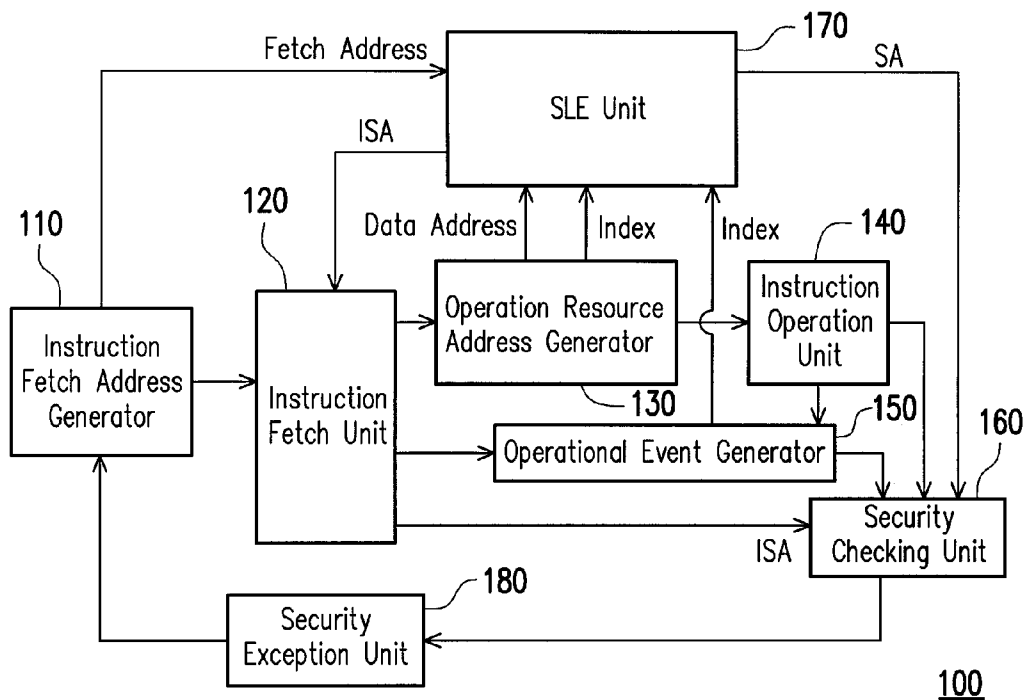 170
Fetch Address
SA
SLE Unit
ISA
110
120
Data Address
Index
Index
140
Instruction
Fetch Address
Generator
Instruction
Fetch Unit
Operation Resource
Address Generator
Instruction
Operation
Unit
130
150
Operational Event Generator
160
ISA
Security
Checking Unit
180
Security
Exception Unit
100